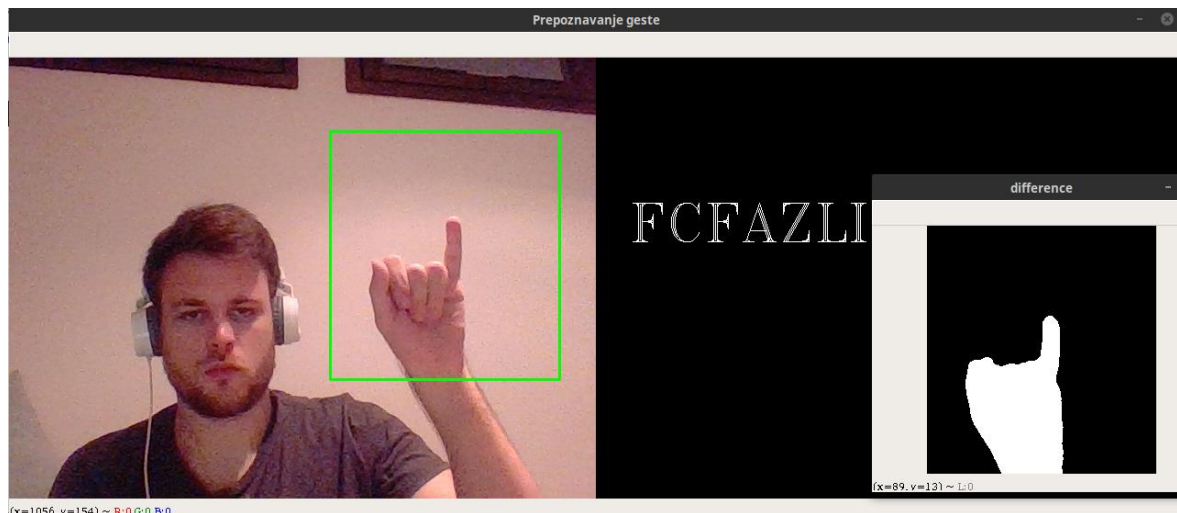 Prepoznavanje geste
FCFAZLI
difference
(x=89, y=13) ~ L:0
(x=1056, y=154) ~ R:0 G:0 B:0